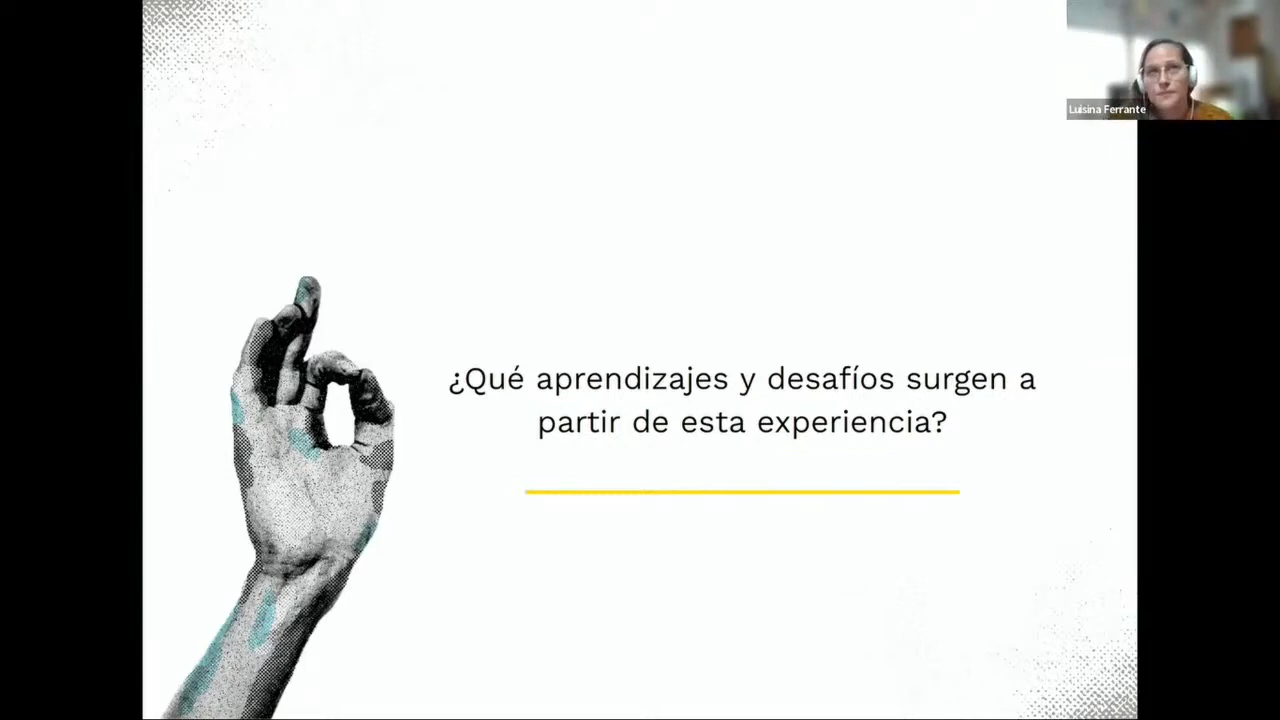 Luisina Ferrante
¿Qué aprendizajes y desafíos surgen a
partir de esta experiencia?